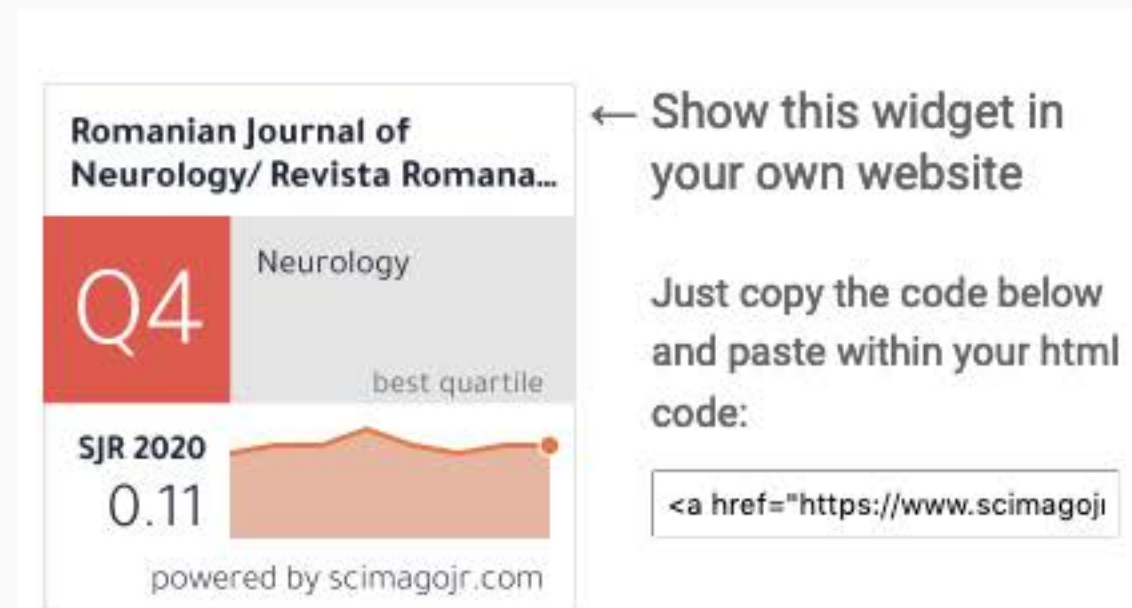 Romanian Journal of
Neurology/ Revista Romana...
Q4
Neurology
best quartile
SJR 2020
0.11
powered by scimagojr.com
← Show this widget in
your own website
Just copy the code below
and paste within your html
code:
<a href="https://www.scimagojr